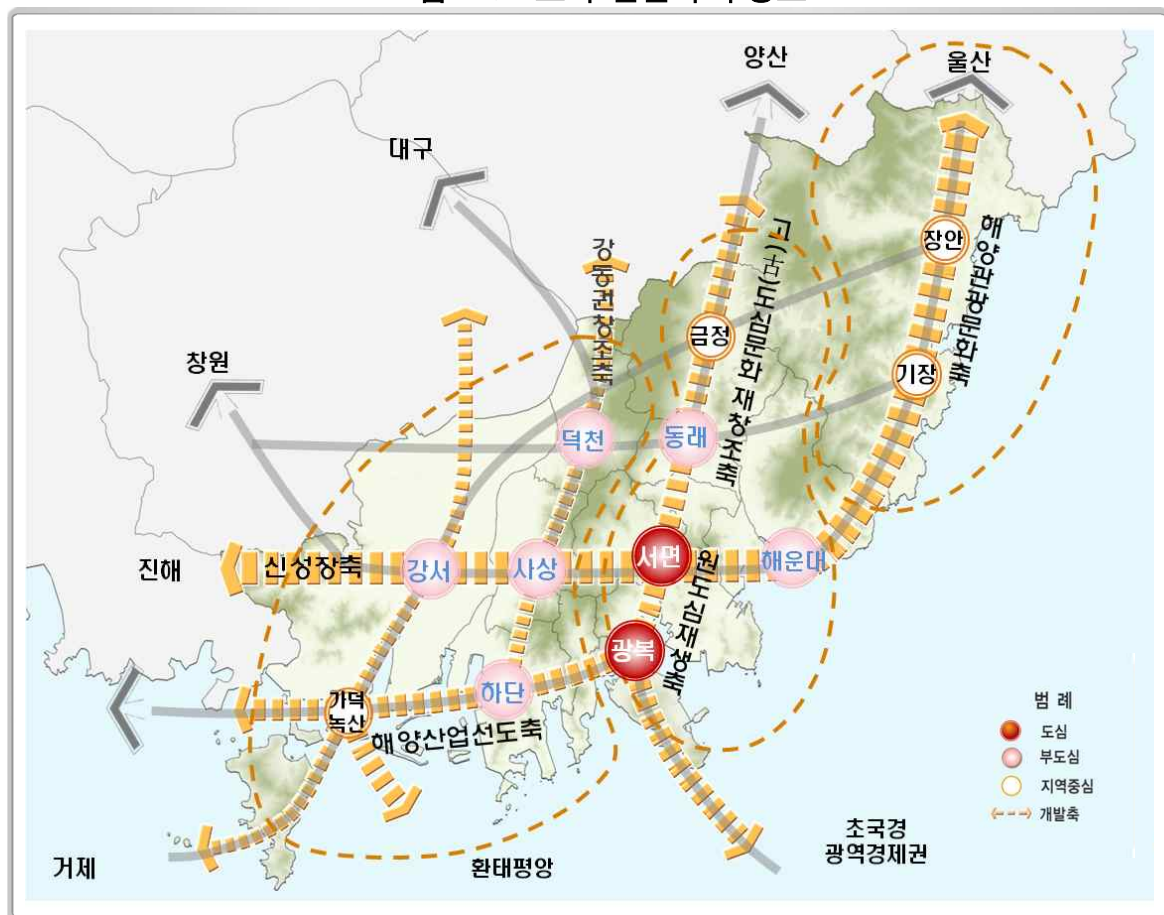 양산
울산
대구
강동권창조축
고(古)도심문화 재창조축
해양관광문화축
장안
금정
기장
창원
덕천
동래
진해
신성장축
강서
사상
서면
해운대
원도심재생축
광복
하단
가덕
녹산
해양산업선도축
범 례
도심
부도심
지역중심
개발축
초국경
광역경제권
거제
환태평양